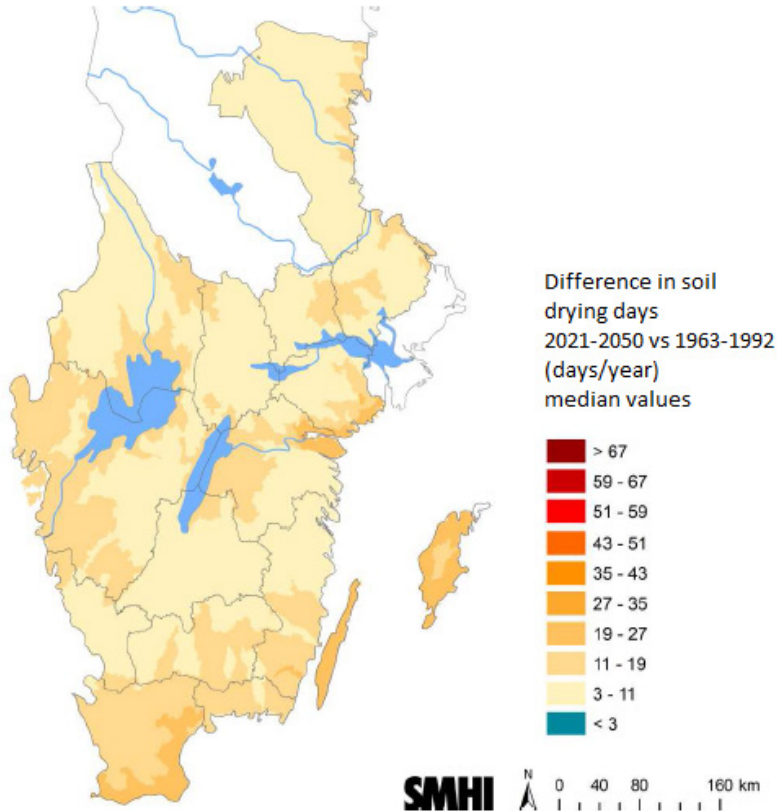 Difference in soil
drying days
2021-2050 vs 1963-1992
(days/year)
median values
> 67
59 - 67
51 - 59
43 - 51
35 - 43
27 - 35
19 - 27
11 - 19
3 - 11
< 3
SMHI
N
0 40 80 160 km